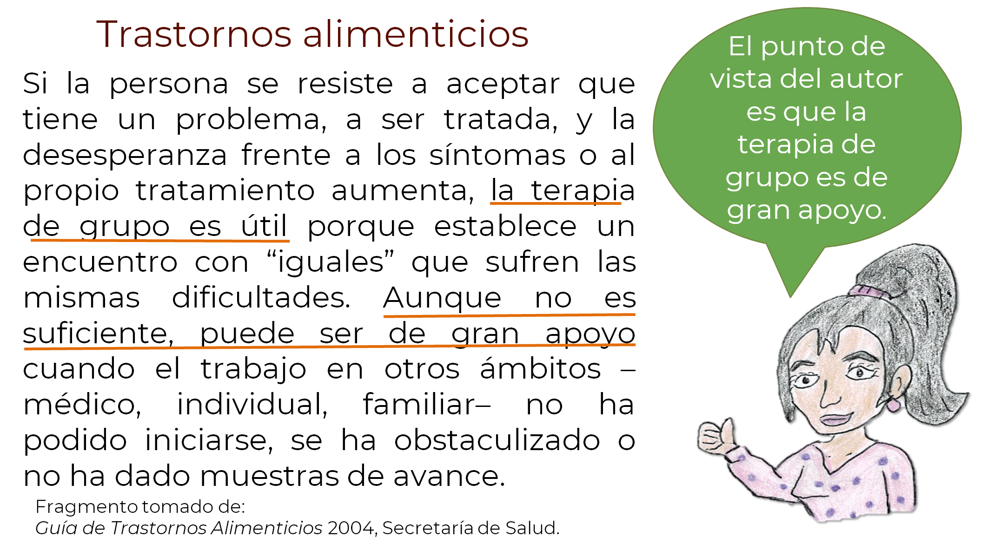 Trastornos alimenticios
Si la persona se resiste a aceptar que
tiene un problema, a ser tratada, y la
desesperanza frente a los síntomas o al
propio tratamiento aumenta, la terapia
de grupo es útil porque establece un
encuentro con “iguales” que sufren las
mismas dificultades. Aunque no es
suficiente, puede ser de gran apoyo
cuando el trabajo en otros ámbitos –
médico, individual, familiar– no ha
podido iniciarse, se ha obstaculizado o
no ha dado muestras de avance.
Fragmento tomado de:
Guía de Trastornos Alimenticios 2004, Secretaría de Salud.
El punto de
vista del autor
es que la
terapia de
grupo es de
gran apoyo.